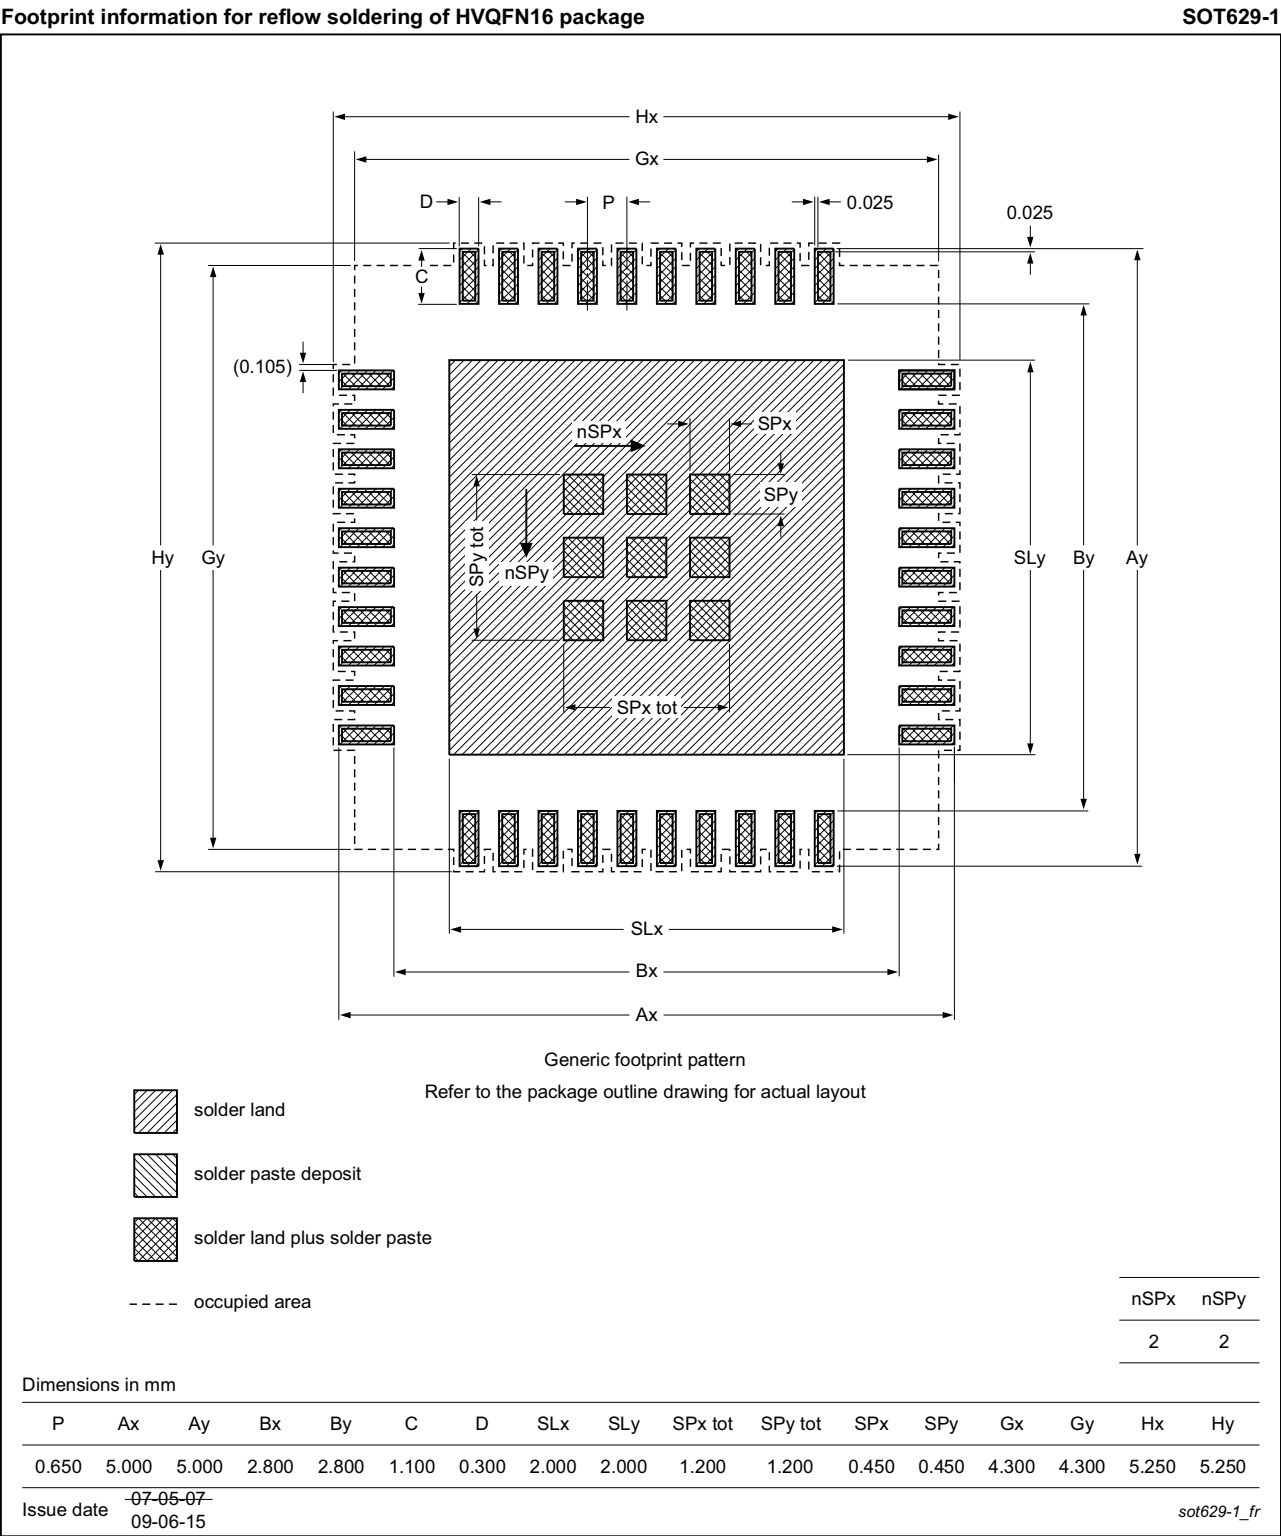 Footprint information for reflow soldering of HVQFN16 package SOT629-1
Hx
Gx
D P 0.025
0.025
C
(0.105)
nSPx SPx
SPy
Hy Gy SPy tot nSPy SLy By Ay
SPx tot
SLx
Bx
Ax
Generic footprint pattern
Refer to the package outline drawing for actual layout
solder land
solder paste deposit
solder land plus solder paste
occupied area
nSPx nSPy
2 2
Dimensions in mm
P Ax Ay Bx By C D SLx SLy SPx tot SPy tot SPx SPy Gx Gy Hx Hy
0.650 5.000 5.000 2.800 2.800 1.100 0.300 2.000 2.000 1.200 1.200 0.450 0.450 4.300 4.300 5.250 5.250
Issue date 07-05-07
09-06-15
sot629-1_fr